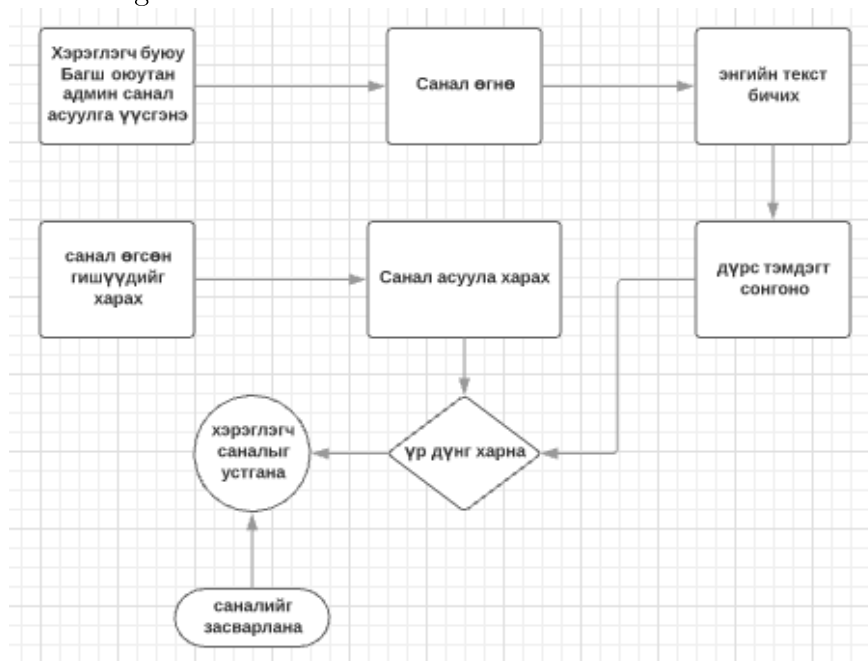 Хэрэглэгч буюу
Багш оюутан
админ санал
асуулга үүсгэнэ
Санал өгнө
энгийн текст
бичих
санал өгсөн
гишүүдийг
харах
Санал асуула харах
дүрс тэмдэгт
сонгоно
хэрэглэгч
саналыг
устгана
үр дүнг харна
саналийг
засварлана